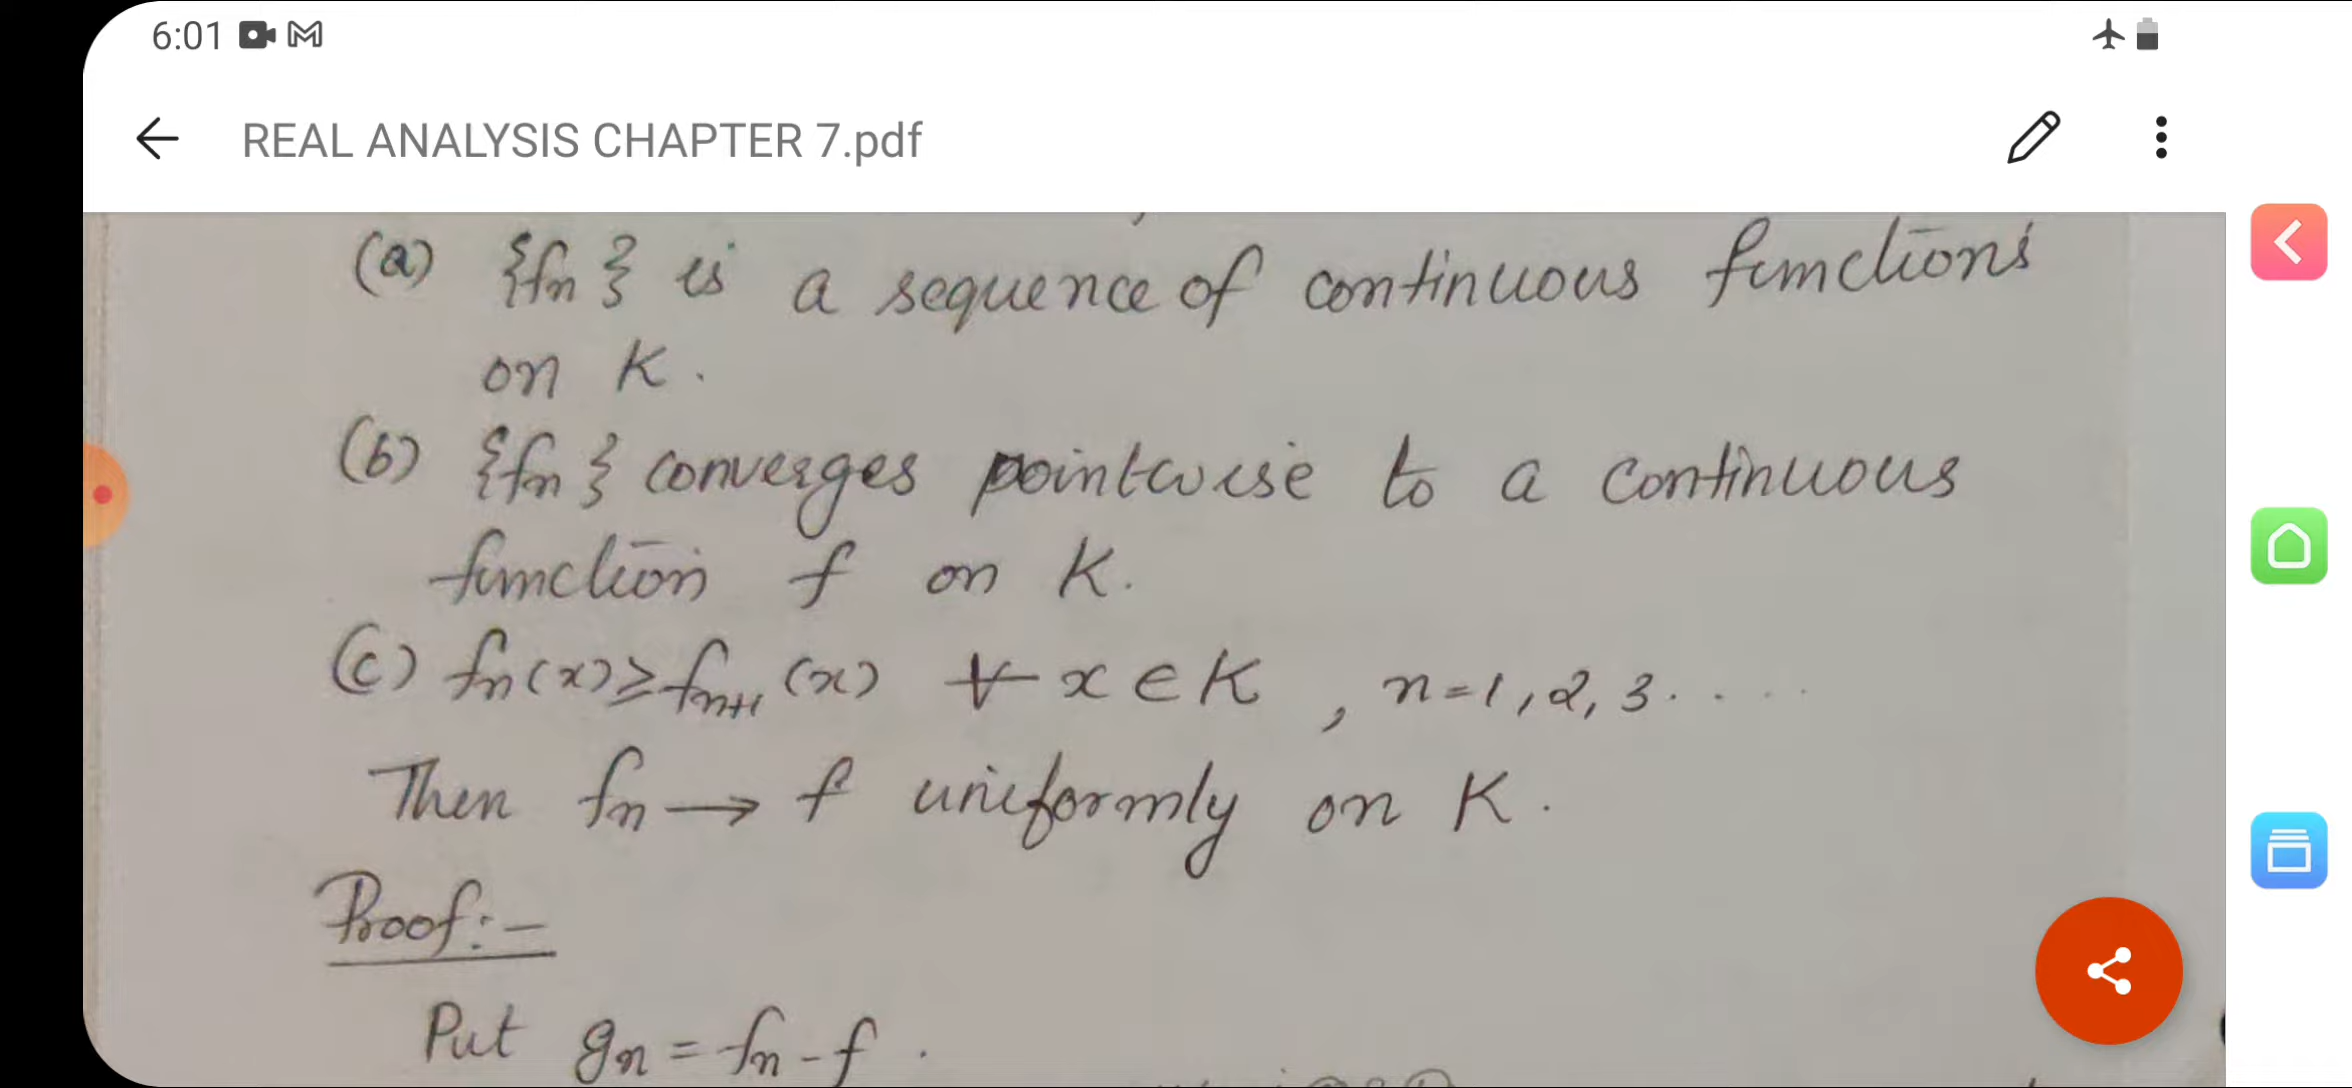 6:01
REAL ANALYSIS CHAPTER 7.pdf
(a) {fn} is a sequence of continuous functions
on K.
(b) {fn} converges pointwise to a continuous
function f on K.
(c) fn(x) ≥ fn+1(x) ∀ x ∈ K, n=1,2,3.....
Then fn → f uniformly on K.
Proof:-
Put gn = fn - f.